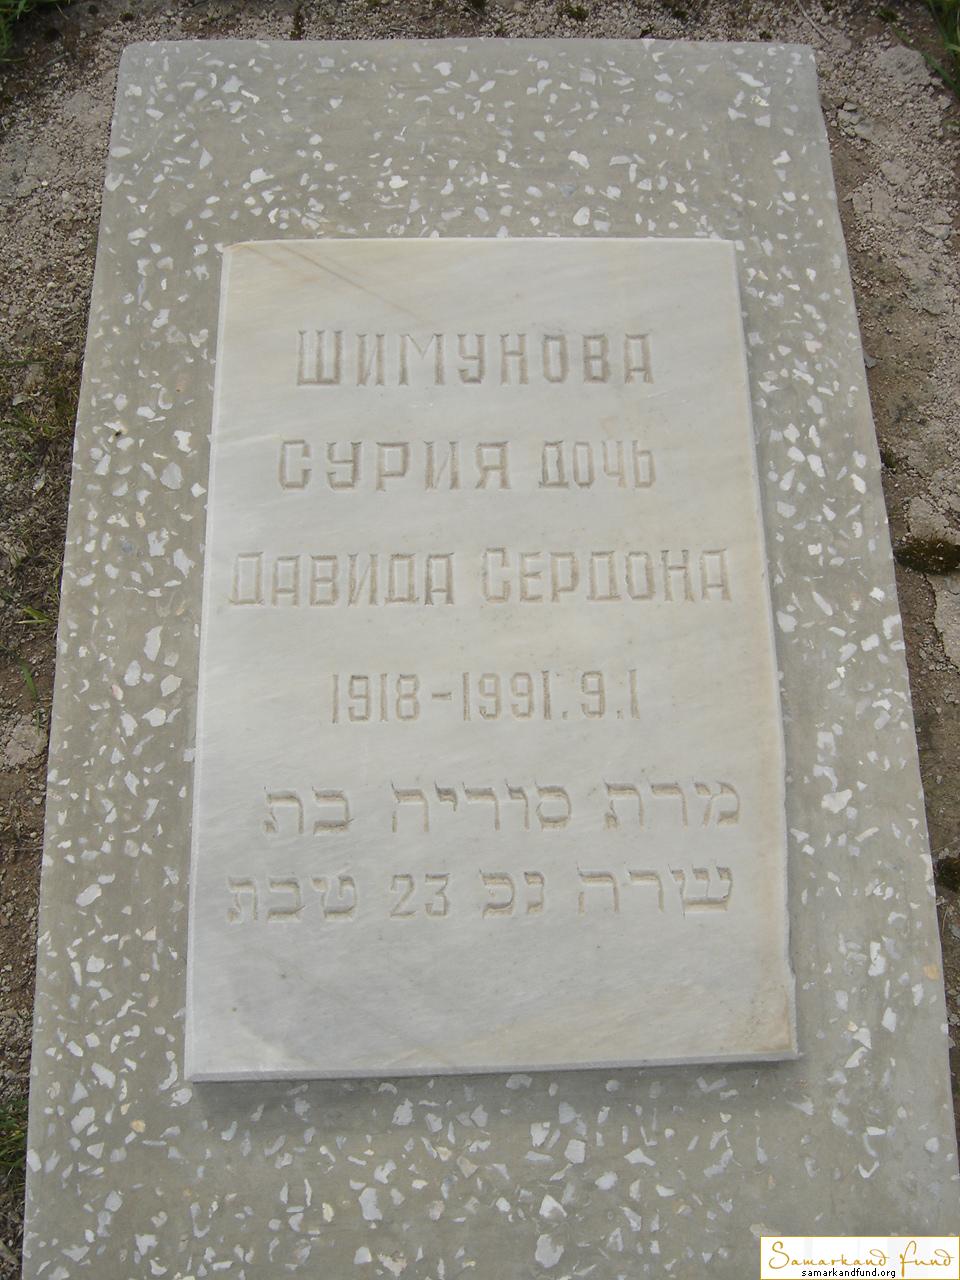 ШИМУНОВА
СУРИЯ ДОЧЬ
ДАВИДА СЕРДОНА
1918-1991.9.1
מרת סוריה בת
שרה נפ 23 טבת
Samarkand fund
samarkandfund.org